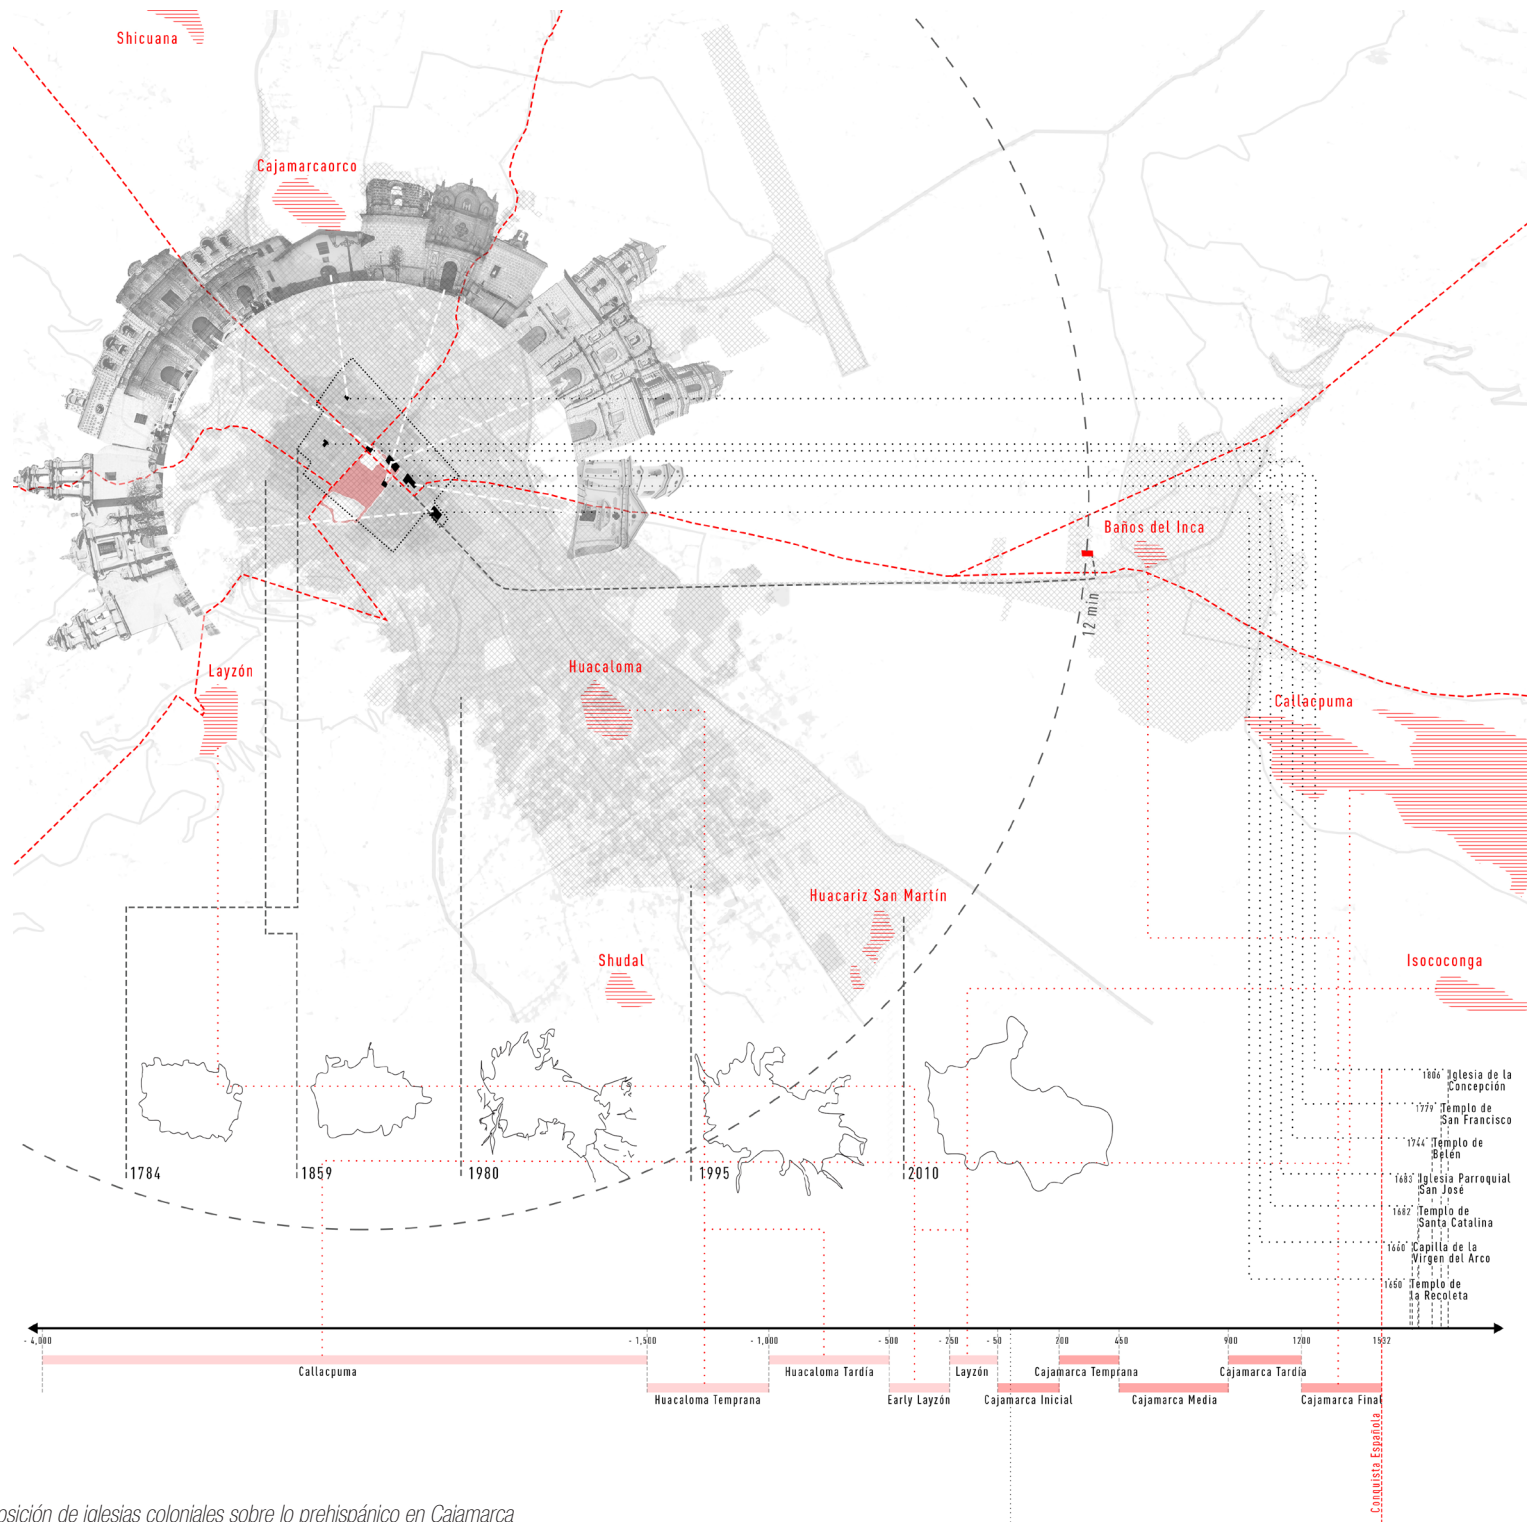 Shicuana
Cajamarcaorco
Baños del Inca
12 min
Layzón
Huacaloma
Callacpuma
Huacariz San Martín
Shudal
Isococonga
1784
1859
1980
1995
2010
1806 Iglesia de la
Concepción
1779 Templo de
San Francisco
1744 Templo de
Belén
1683 Iglesia Parroquial
San José
1682 Templo de
Santa Catalina
1660 Capilla de la
Virgen del Arco
1650 Templo de
la Recoleta
- 4,000
- 1,500
- 1,000
- 500
- 250
- 50
200
450
900
1200
1532
Callacpuma
Huacaloma Tardía
Layzón
Cajamarca Temprana
Cajamarca Tardía
Huacaloma Temprana
Early Layzón
Cajamarca Inicial
Cajamarca Media
Cajamarca Final
Conquista Española
osición de iglesias coloniales sobre lo prehispánico en Cajamarca